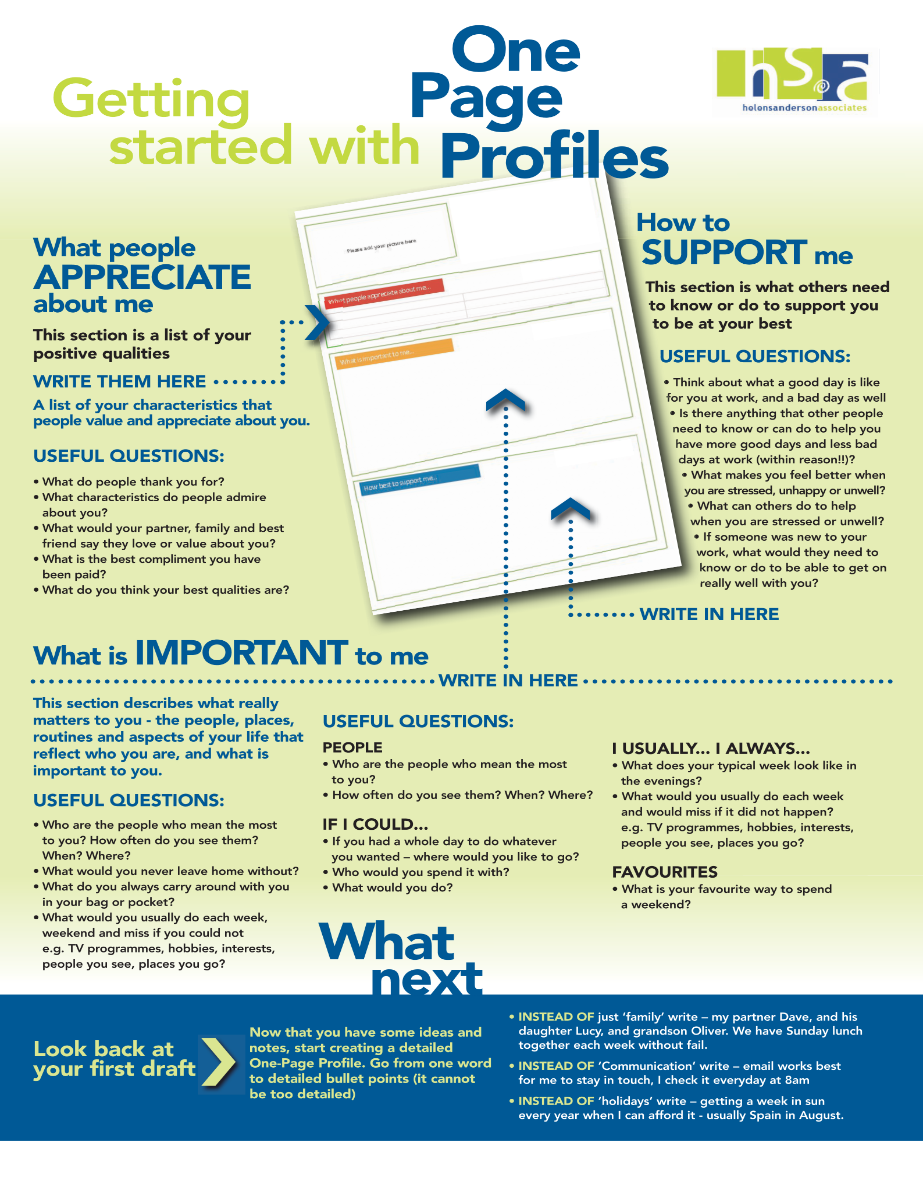 Getting
started with
One
Page
Profiles
hsa
holonsandersonassociates
What people
APPRECIATE
about me
This section is a list of your
positive qualities
WRITE THEM HERE
A list of your characteristics that
people value and appreciate about you.
USEFUL QUESTIONS:
• What do people thank you for?
• What characteristics do people admire
about you?
• What would your partner, family and best
friend say they love or value about you?
• What is the best compliment you have
been paid?
• What do you think your best qualities are?
Please add your picture here
What people appreciate about me...
What is important to me...
How best to support me...
How to
SUPPORT me
This section is what others need
to know or do to support you
to be at your best
USEFUL QUESTIONS:
• Think about what a good day is like
for you at work, and a bad day as well
• Is there anything that other people
need to know or can do to help you
have more good days and less bad
days at work (within reason!!)?
• What makes you feel better when
you are stressed, unhappy or unwell?
• What can others do to help
when you are stressed or unwell?
• If someone was new to your
work, what would they need to
know or do to be able to get on
really well with you?
WRITE IN HERE
What is IMPORTANT to me
WRITE IN HERE
This section describes what really
matters to you - the people, places,
routines and aspects of your life that
reflect who you are, and what is
important to you.
USEFUL QUESTIONS:
• Who are the people who mean the most
to you? How often do you see them?
When? Where?
• What would you never leave home without?
• What do you always carry around with you
in your bag or pocket?
• What would you usually do each week,
weekend and miss if you could not
e.g. TV programmes, hobbies, interests,
people you see, places you go?
USEFUL QUESTIONS:
PEOPLE
• Who are the people who mean the most
to you?
• How often do you see them? When? Where?
IF I COULD...
• If you had a whole day to do whatever
you wanted – where would you like to go?
• Who would you spend it with?
• What would you do?
I USUALLY... I ALWAYS...
• What does your typical week look like in
the evenings?
• What would you usually do each week
and would miss if it did not happen?
e.g. TV programmes, hobbies, interests,
people you see, places you go?
FAVOURITES
• What is your favourite way to spend
a weekend?
What
next
Look back at
your first draft
Now that you have some ideas and
notes, start creating a detailed
One-Page Profile. Go from one word
to detailed bullet points (it cannot
be too detailed)
• INSTEAD OF just ‘family’ write – my partner Dave, and his
daughter Lucy, and grandson Oliver. We have Sunday lunch
together each week without fail.
• INSTEAD OF ‘Communication’ write – email works best
for me to stay in touch, I check it everyday at 8am
• INSTEAD OF ‘holidays’ write – getting a week in sun
every year when I can afford it - usually Spain in August.